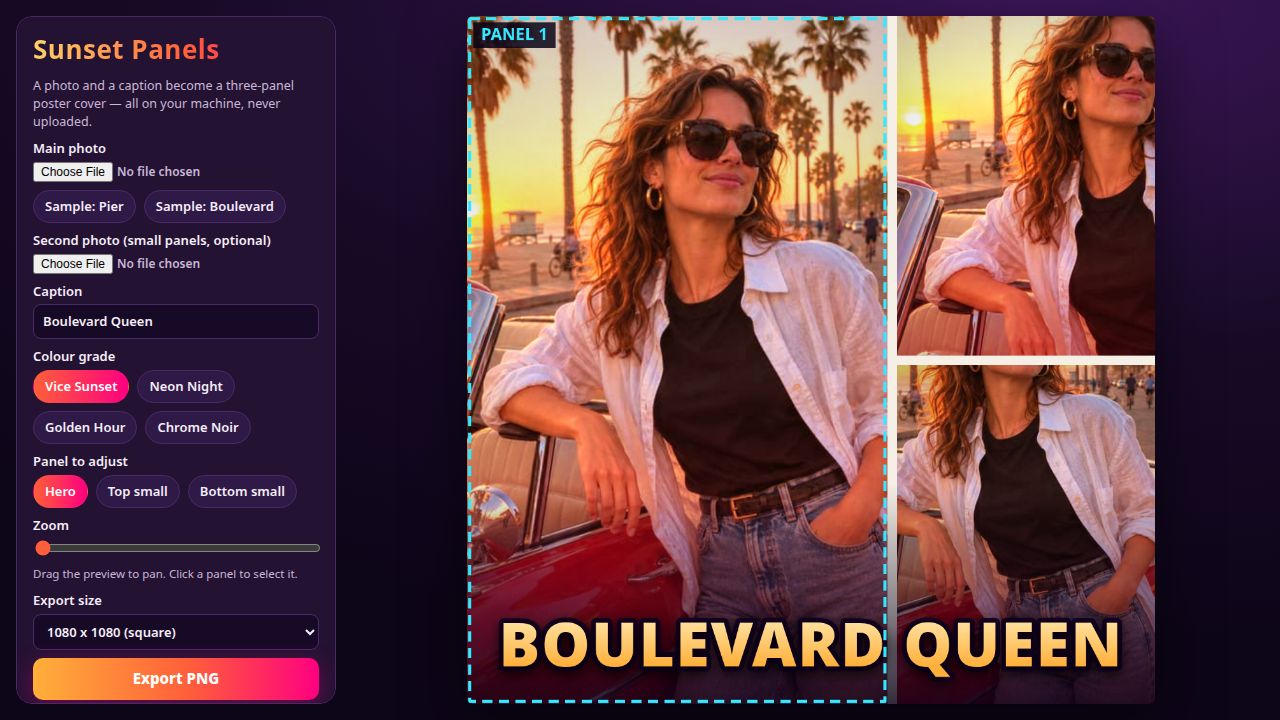 Sunset Panels
A photo and a caption become a three-panel
poster cover — all on your machine, never
uploaded.
Main photo
Choose File No file chosen
Sample: Pier Sample: Boulevard
Second photo (small panels, optional)
Choose File No file chosen
Caption
Boulevard Queen
Colour grade
Vice Sunset Neon Night
Golden Hour Chrome Noir
Panel to adjust
Hero Top small Bottom small
Zoom
Drag the preview to pan. Click a panel to select it.
Export size
1080 x 1080 (square)
Export PNG
PANEL 1
BOULEVARD QUEEN